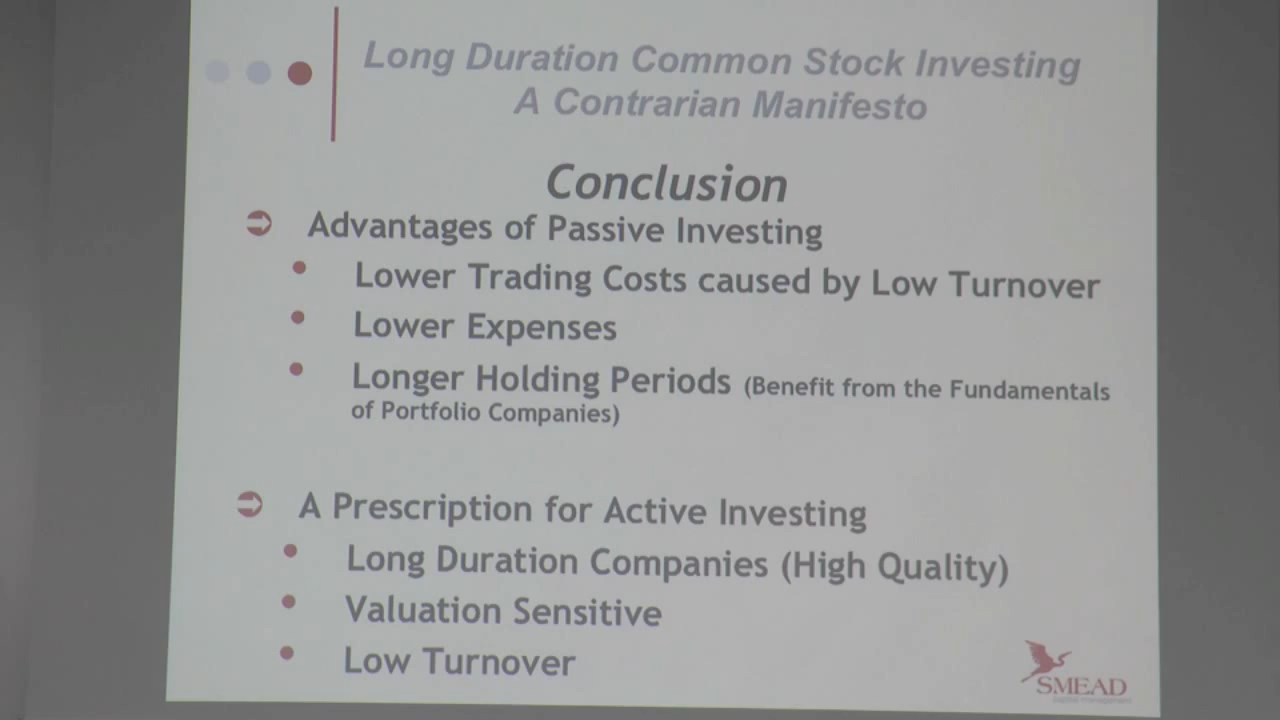 Long Duration Common Stock Investing
A Contrarian Manifesto
Conclusion
Advantages of Passive Investing
Lower Trading Costs caused by Low Turnover
Lower Expenses
Longer Holding Periods (Benefit from the Fundamentals
of Portfolio Companies)
A Prescription for Active Investing
Long Duration Companies (High Quality)
Valuation Sensitive
Low Turnover
SMEAD